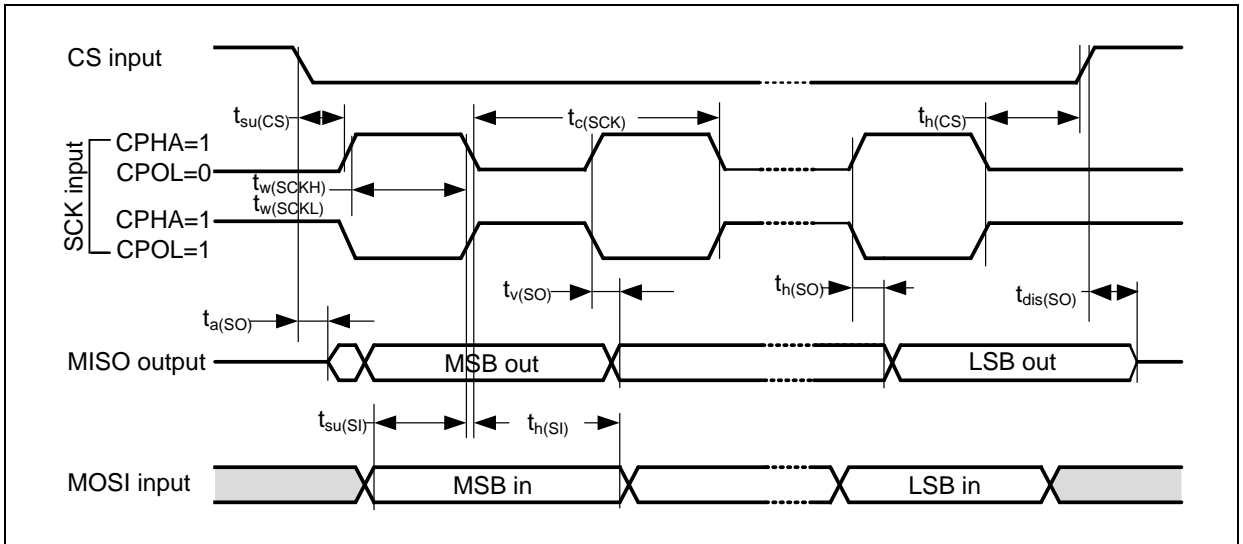 CS input
tsu(CS)
tc(SCK)
th(CS)
SCK input
CPHA=1
CPOL=0
tw(SCKH)
tw(SCKL)
CPHA=1
CPOL=1
tv(SO)
th(SO)
tdis(SO)
ta(SO)
MISO output
MSB out
LSB out
tsu(SI)
th(SI)
MOSI input
MSB in
LSB in